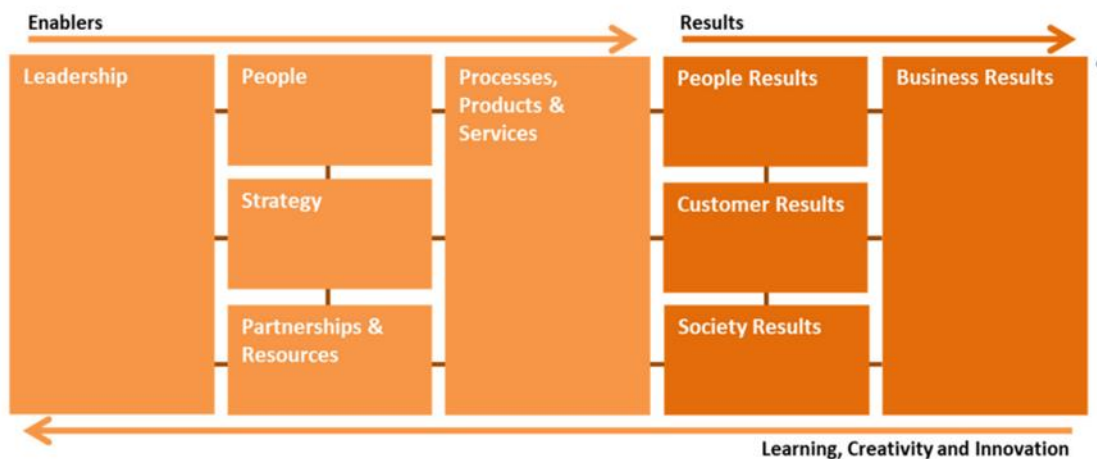 Enablers
Results
Leadership
People
Processes,
Products &
Services
People Results
Business Results
Strategy
Customer Results
Partnerships &
Resources
Society Results
Learning, Creativity and Innovation